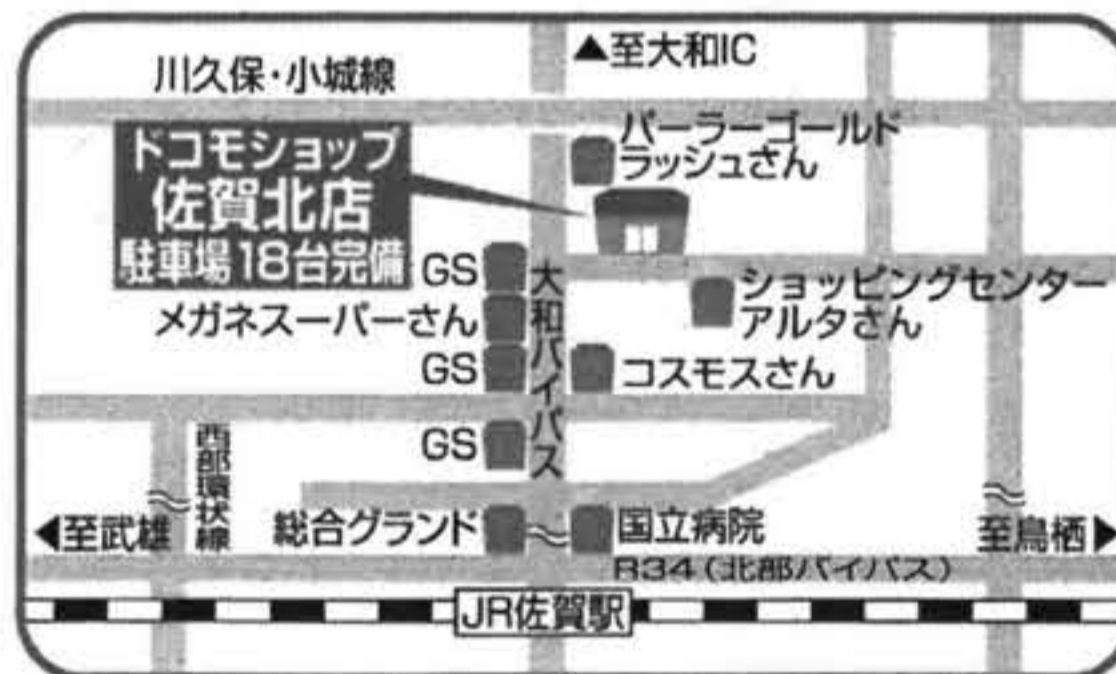 ▲至大和IC
川久保・小城線
パーラーゴールド
ラッシュさん
ドコモショップ
佐賀北店
駐車場18台完備
GS
大和バイパス
ショッピングセンター
アルタさん
メガネスーパーさん
GS
コスモスさん
GS
西部環状線
◀至武雄
総合グランド
国立病院
至鳥栖▶
R34(北部バイパス)
JR佐賀駅